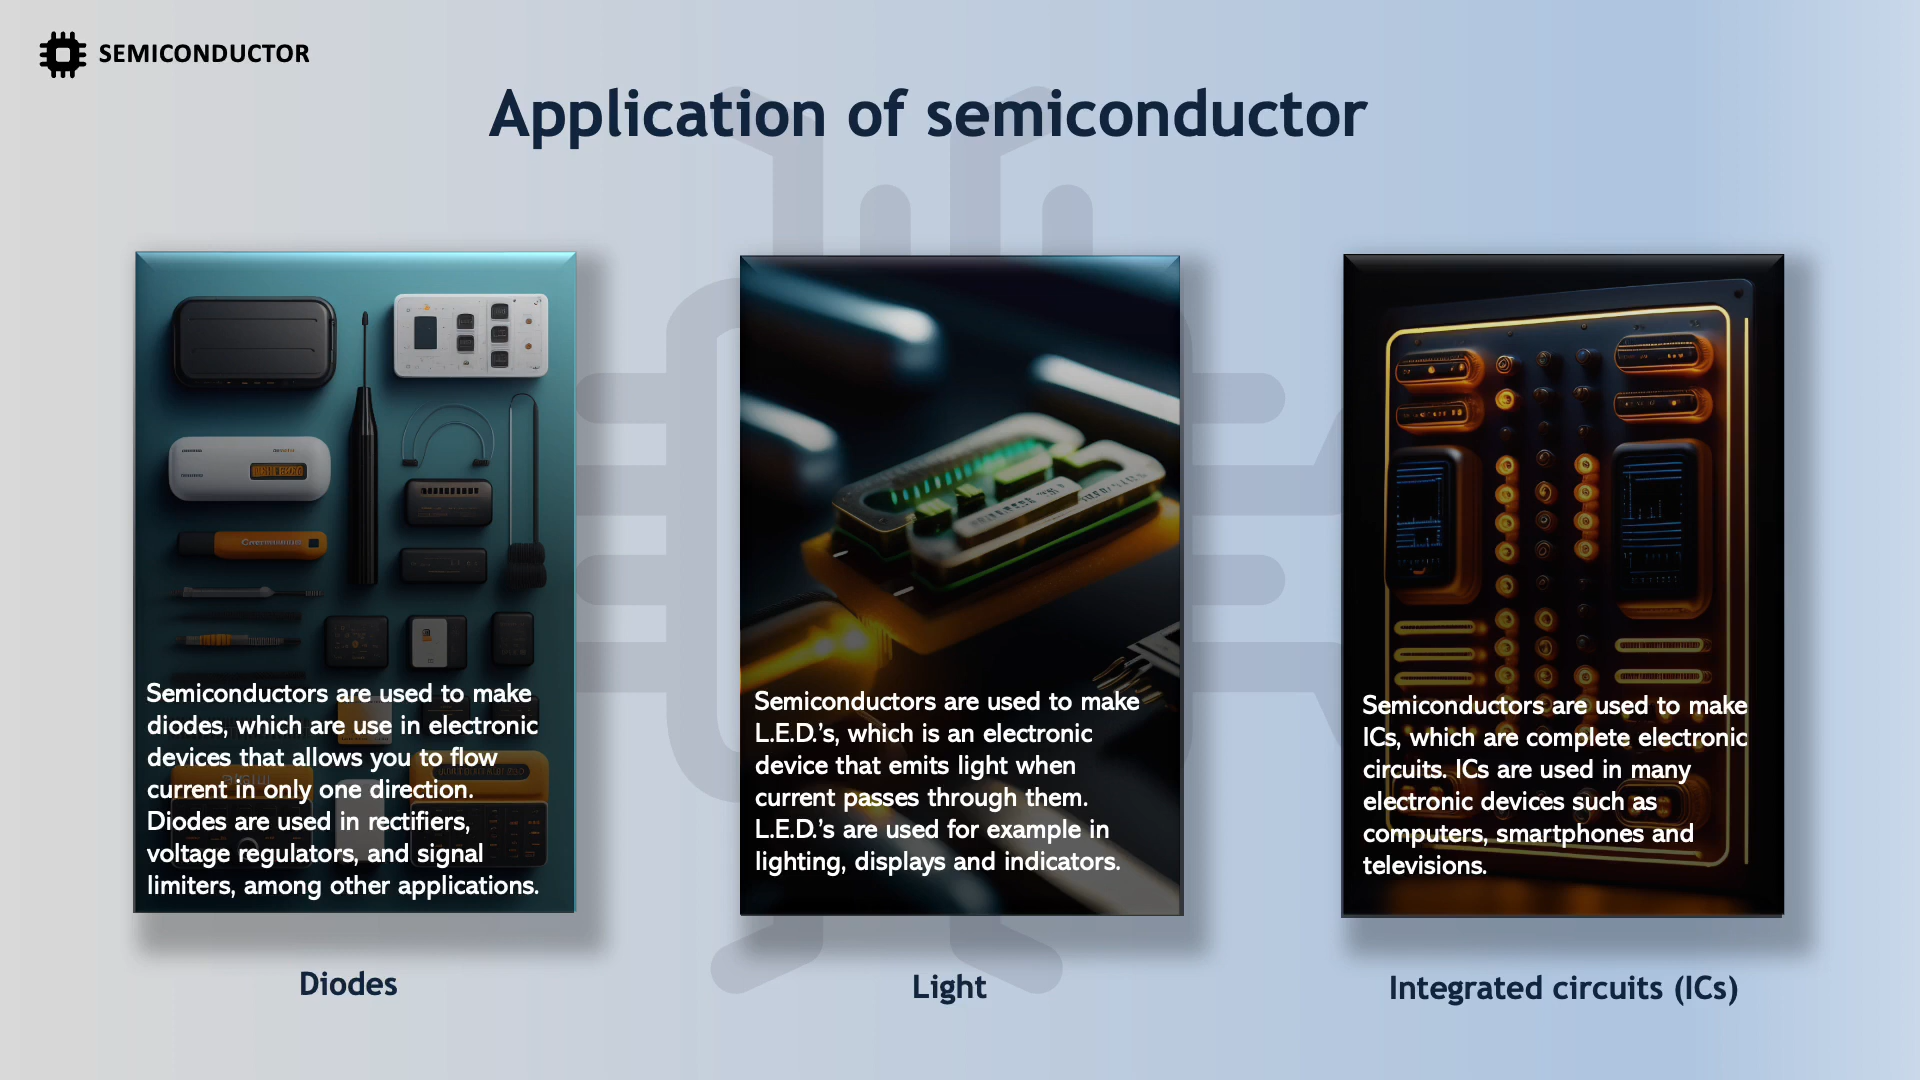 SEMICONDUCTOR
Application of semiconductor
Semiconductors are used to make
diodes, which are use in electronic
devices that allows you to flow
current in only one direction.
Diodes are used in rectifiers,
voltage regulators, and signal
limiters, among other applications.
Diodes
Semiconductors are used to make
L.E.D.’s, which is an electronic
device that emits light when
current passes through them.
L.E.D.’s are used for example in
lighting, displays and indicators.
Light
Semiconductors are used to make
ICs, which are complete electronic
circuits. ICs are used in many
electronic devices such as
computers, smartphones and
televisions.
Integrated circuits (ICs)